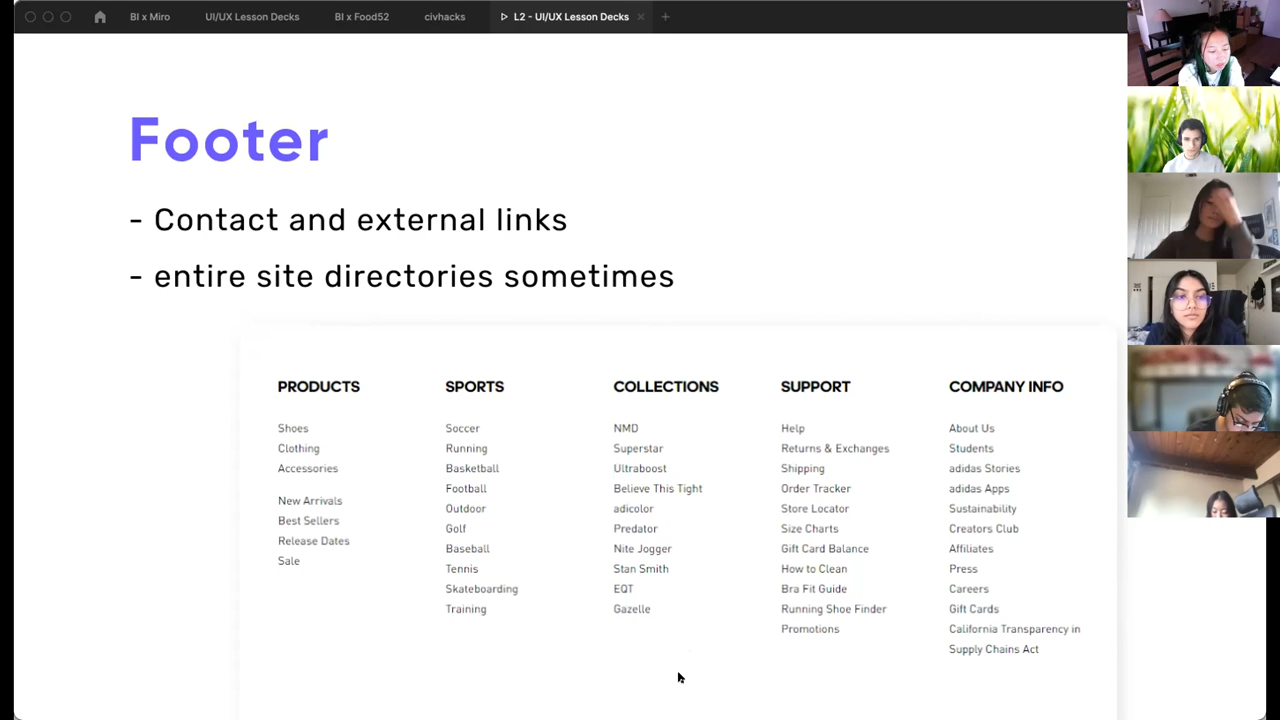 BI x Miro
UI/UX Lesson Decks
BI x Food52
civhacks
L2 - UI/UX Lesson Decks
Footer
- Contact and external links
- entire site directories sometimes
PRODUCTS
Shoes
Clothing
Accessories
New Arrivals
Best Sellers
Release Dates
Sale
SPORTS
Soccer
Running
Basketball
Football
Outdoor
Golf
Baseball
Tennis
Skateboarding
Training
COLLECTIONS
NMD
Superstar
Ultraboost
Believe This Tight
adicolor
Predator
Nite Jogger
Stan Smith
EQT
Gazelle
SUPPORT
Help
Returns & Exchanges
Shipping
Order Tracker
Store Locator
Size Charts
Gift Card Balance
How to Clean
Bra Fit Guide
Running Shoe Finder
Promotions
COMPANY INFO
About Us
Students
adidas Stories
adidas Apps
Sustainability
Creators Club
Affiliates
Press
Careers
Gift Cards
California Transparency in
Supply Chains Act